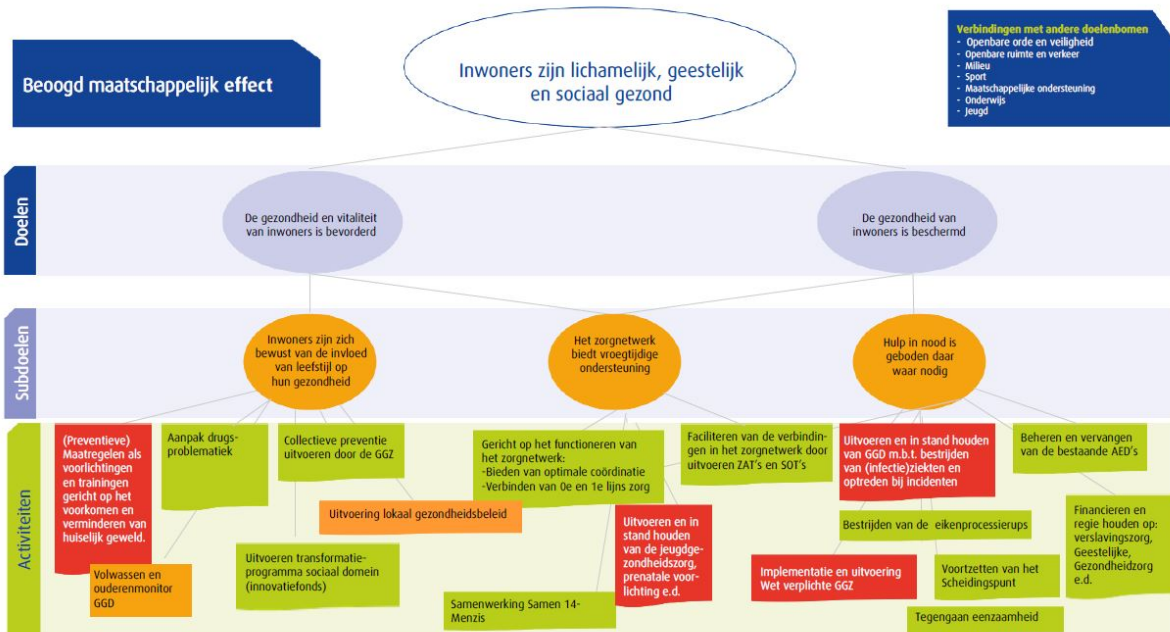 Beoogd maatschappelijk effect
Inwoners zijn lichamelijk, geestelijk
en sociaal gezond
Verbindingen met andere doelenbomen
- Openbare orde en veiligheid
- Openbare ruimte en verkeer
- Milieu
- Sport
- Maatschappelijke ondersteuning
- Onderwijs
- Jeugd
Doelen
De gezondheid en vitaliteit
van inwoners is bevorderd
De gezondheid van
inwoners is beschermd
Subdoelen
Inwoners zijn zich
bewust van de invloed
van leefstijl op
hun gezondheid
Het zorgnetwerk
biedt vroegtijdige
ondersteuning
Hulp in nood is
geboden daar
waar nodig
Activiteiten
(Preventieve)
Maatregelen als
voorlichtingen
en trainingen
gericht op het
voorkomen en
verminderen van
huiselijk geweld.
Aanpak drugs-
problematiek
Collectieve preventie
uitvoeren door de GGZ
Gericht op het functioneren van
het zorgnetwerk:
-Bieden van optimale coördinatie
-Verbinden van 0e en 1e lijns zorg
Faciliteren van de verbindin-
gen in het zorgnetwerk door
uitvoeren ZAT's en SOT's
Uitvoeren en in stand houden
van GGD m.b.t. bestrijden
van (infectie)ziekten en
optreden bij incidenten
Beheren en vervangen
van de bestaande AED's
Uitvoering lokaal gezondheidsbeleid
Uitvoeren en in
stand houden
van de jeugdge-
zondheidszorg,
prenatale voor-
lichting e.d.
Bestrijden van de eikenprocessierups
Financieren en
regie houden op:
verslavingszorg,
Geestelijke,
Gezondheidzorg
e.d.
Volwassen en
ouderenmonitor
GGD
Uitvoeren transformatie-
programma sociaal domein
(innovatiefonds)
Samenwerking Samen 14-
Menzis
Implementatie en uitvoering
Wet verplichte GGZ
Voortzetten van het
Scheidingspunt
Tegengaan eenzaamheid